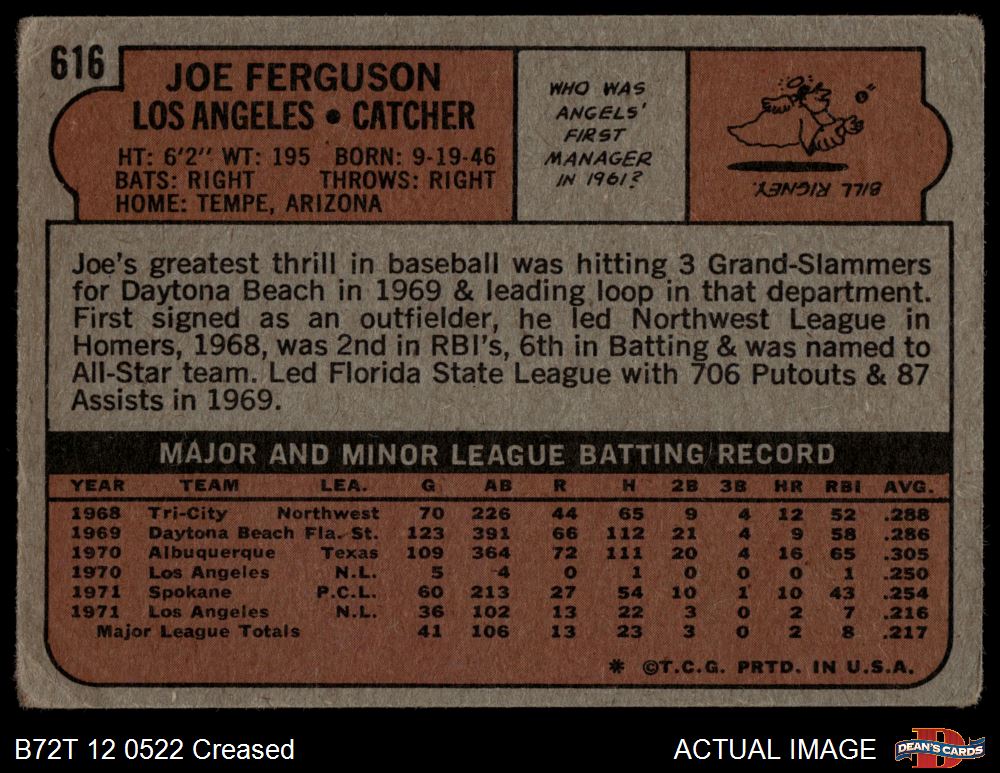 616
JOE FERGUSON
LOS ANGELES • CATCHER
HT: 6'2" WT: 195 BORN: 9-19-46
BATS: RIGHT THROWS: RIGHT
HOME: TEMPE, ARIZONA
WHO WAS
ANGELS'
FIRST
MANAGER
IN 1961?
BILL RIGNEY.
Joe's greatest thrill in baseball was hitting 3 Grand-Slammers
for Daytona Beach in 1969 & leading loop in that department.
First signed as an outfielder, he led Northwest League in
Homers, 1968, was 2nd in RBI's, 6th in Batting & was named to
All-Star team. Led Florida State League with 706 Putouts & 87
Assists in 1969.
MAJOR AND MINOR LEAGUE BATTING RECORD
YEAR TEAM LEA. G AB R H 2B 3B HR RBI AVG.
1968 Tri-City Northwest 70 226 44 65 9 4 12 52 .288
1969 Daytona Beach Fla. St. 123 391 66 112 21 4 9 58 .286
1970 Albuquerque Texas 109 364 72 111 20 4 16 65 .305
1970 Los Angeles N.L. 5 4 0 1 0 0 0 1 .250
1971 Spokane P.C.L. 60 213 27 54 10 1 10 43 .254
1971 Los Angeles N.L. 36 102 13 22 3 0 2 7 .216
Major League Totals 41 106 13 23 3 0 2 8 .217
* ©T.C.G. PRTD. IN U.S.A.
B72T 12 0522 Creased
ACTUAL IMAGE
DEAN'S CARDS